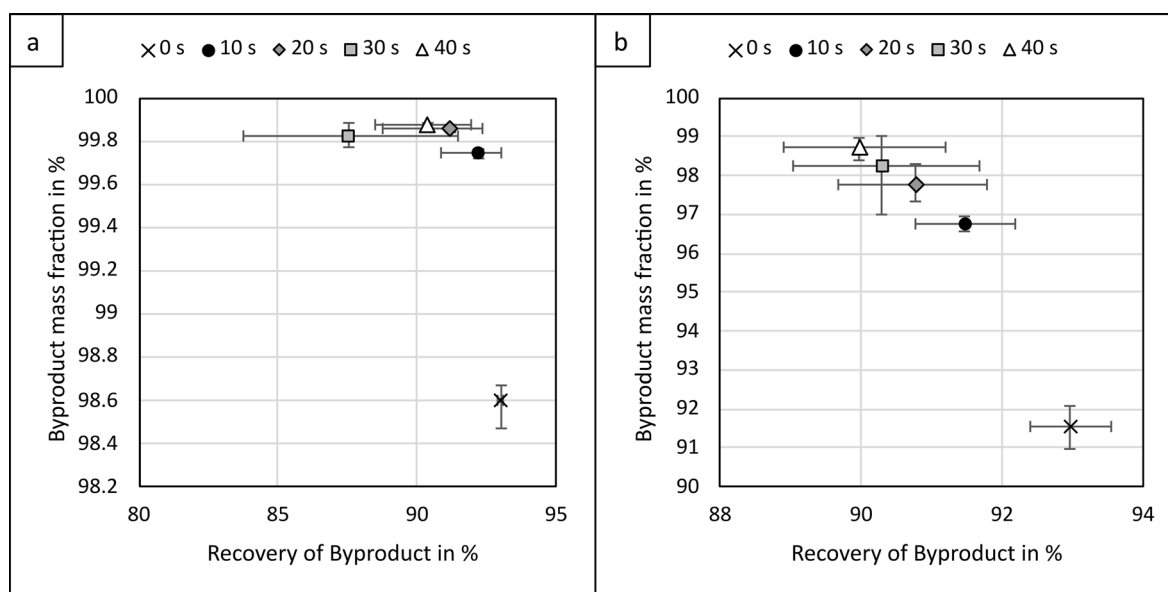 a
0 s 10 s 20 s 30 s 40 s
Byproduct mass fraction in %
100
99.8
99.6
99.4
99.2
99
98.8
98.6
98.4
98.2
80 85 90 95
Recovery of Byproduct in %
b
0 s 10 s 20 s 30 s 40 s
Byproduct mass fraction in %
100
99
98
97
96
95
94
93
92
91
90
88 90 92 94
Recovery of Byproduct in %